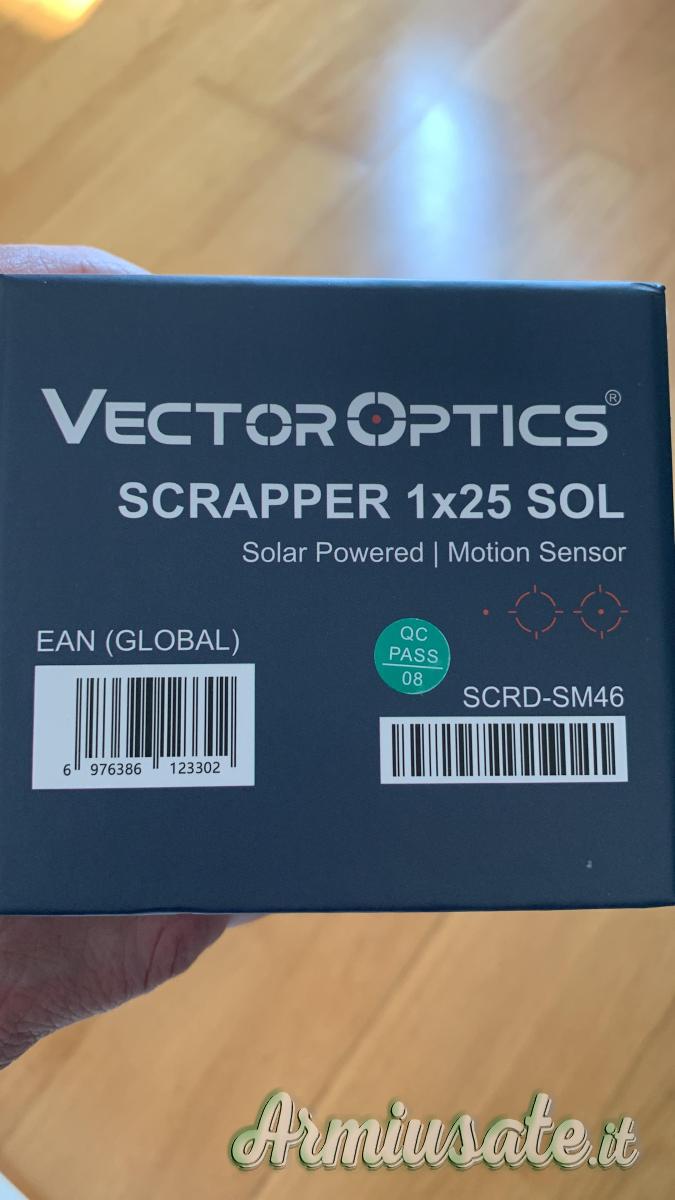 VECTOR OPTICS®
SCRAPPER 1x25 SOL
Solar Powered | Motion Sensor
EAN (GLOBAL)
QC
PASS
08
SCRD-SM46
6 976386 123302
Armiusate.it